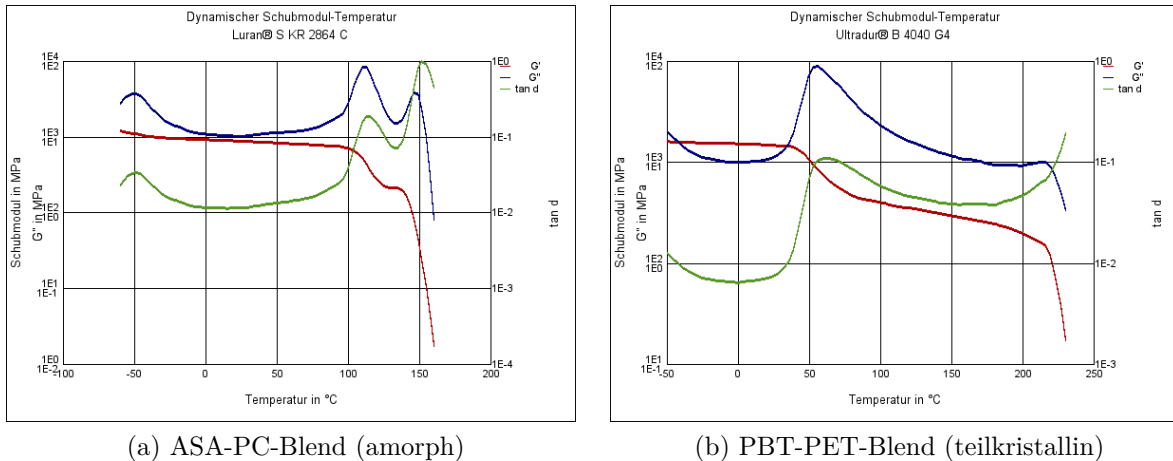 Dynamischer Schubmodul-Temperatur
Luran® S KR 2864 C
1E4
1E2
1E3
1E1
1E2
1E0
1E1
1E-1
1E0
1E-2
Schubmodul in MPa
G" in MPa
1E0
1E-1
1E-2
1E-3
1E-4
tan d
G'
G"
tan d
-100
-50
0
50
100
150
200
Temperatur in °C
(a) ASA-PC-Blend (amorph)
Dynamischer Schubmodul-Temperatur
Ultradur® B 4040 G4
1E4
1E2
1E3
1E1
1E2
1E0
1E1
1E-1
Schubmodul in MPa
G" in MPa
1E0
1E-1
1E-2
1E-3
tan d
G'
G"
tan d
-50
0
50
100
150
200
250
Temperatur in °C
(b) PBT-PET-Blend (teilkristallin)